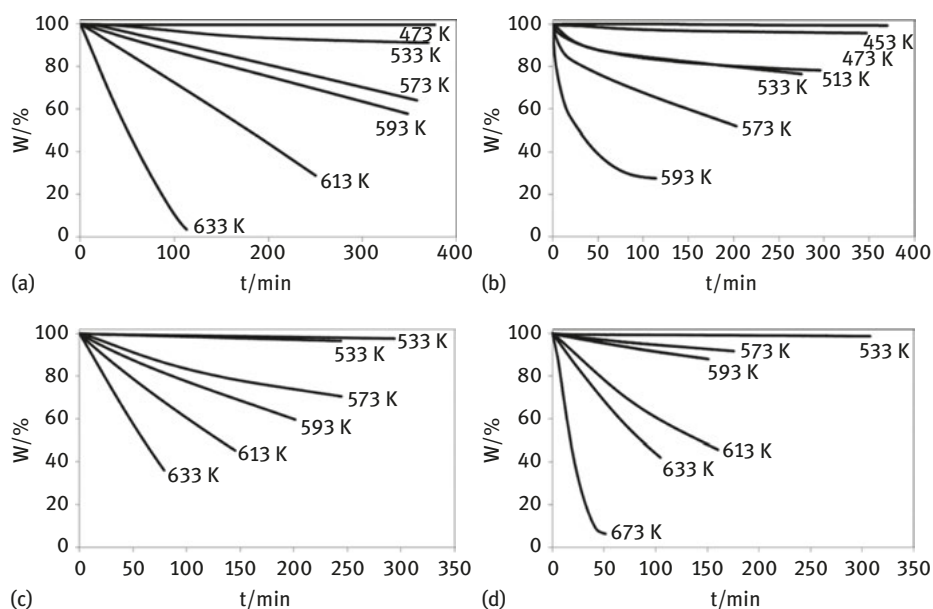 100
80
60
40
20
0
W/%
473 K
533 K
573 K
593 K
613 K
633 K
0 100 200 300 400
t/min
(a)
100
80
60
40
20
0
W/%
453 K
473 K
513 K
533 K
573 K
593 K
0 50 100 150 200 250 300 350 400
t/min
(b)
100
80
60
40
20
0
W/%
533 K
533 K
573 K
593 K
613 K
633 K
0 50 100 150 200 250 300 350
t/min
(c)
100
80
60
40
20
0
W/%
573 K
533 K
593 K
613 K
633 K
673 K
0 50 100 150 200 250 300 350
t/min
(d)